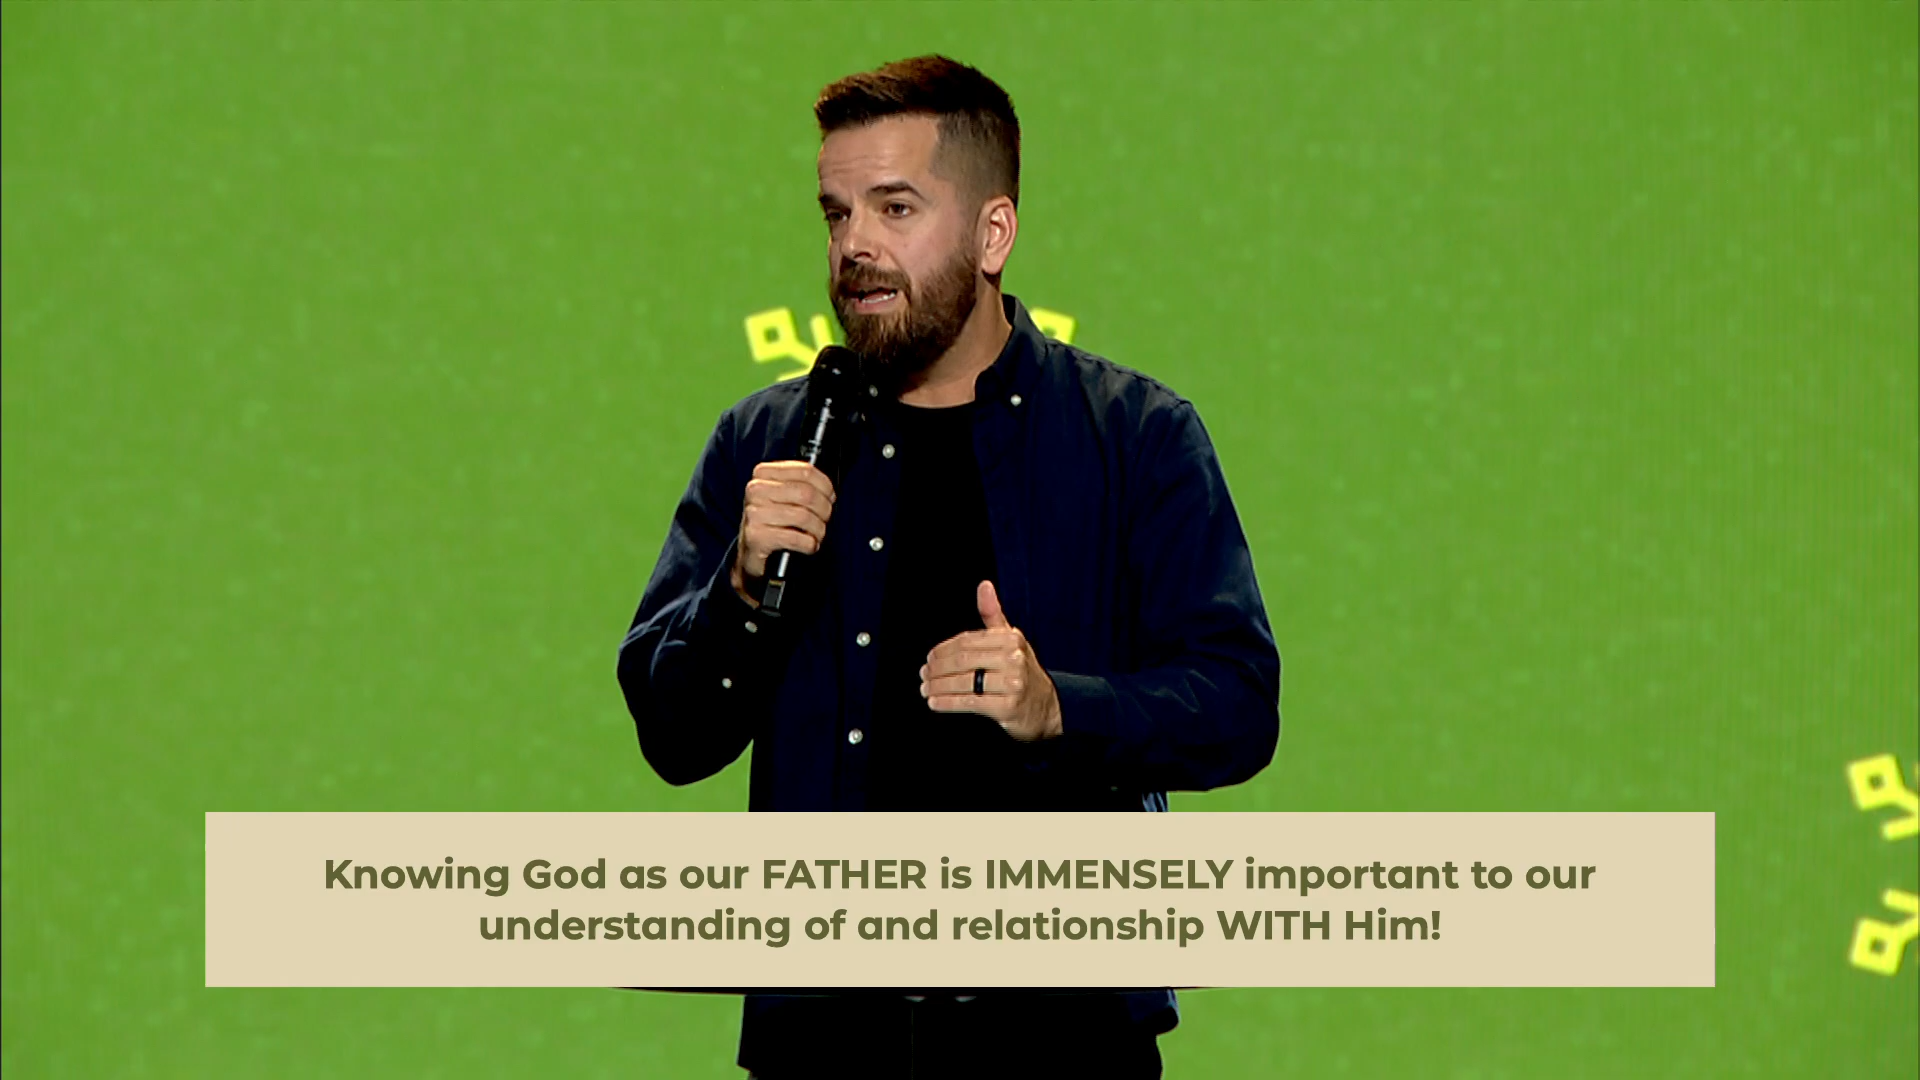 Knowing God as our FATHER is IMMENSELY important to our
understanding of and relationship WITH Him!